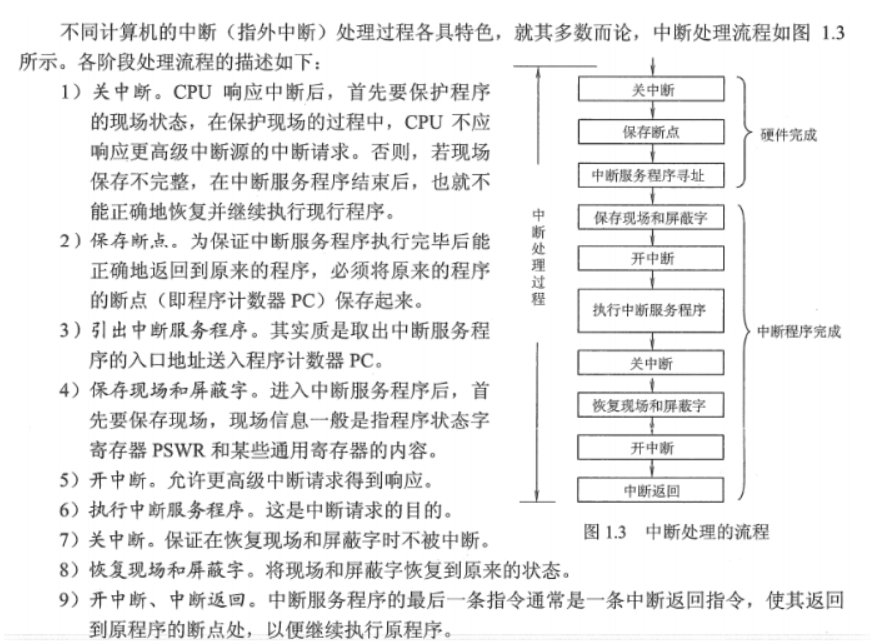 不同计算机的中断（指外中断）处理过程各具特色，就其多数而论，中断处理流程如图 1.3
所示。各阶段处理流程的描述如下：
1）关中断。CPU 响应中断后，首先要保护程序
的现场状态，在保护现场的过程中，CPU 不应
响应更高级中断源的中断请求。否则，若现场
保存不完整，在中断服务程序结束后，也就不
能正确地恢复并继续执行现行程序。
2）保存断点。为保证中断服务程序执行完毕后能
正确地返回到原来的程序，必须将原来的程序
的断点（即程序计数器 PC）保存起来。
3）引出中断服务程序。其实质是取出中断服务程
序的入口地址送入程序计数器 PC。
4）保存现场和屏蔽字。进入中断服务程序后，首
先要保存现场，现场信息一般是指程序状态字
寄存器 PSWR 和某些通用寄存器的内容。
5）开中断。允许更高级中断请求得到响应。
6）执行中断服务程序。这是中断请求的目的。
7）关中断。保证在恢复现场和屏蔽字时不被中断。
8）恢复现场和屏蔽字。将现场和屏蔽字恢复到原来的状态。
9）开中断、中断返回。中断服务程序的最后一条指令通常是一条中断返回指令，使其返回
到原程序的断点处，以便继续执行原程序。
中断处理过程
关中断
保存断点
中断服务程序寻址
硬件完成
保存现场和屏蔽字
开中断
执行中断服务程序
关中断
恢复现场和屏蔽字
开中断
中断返回
中断程序完成
图 1.3 中断处理的流程